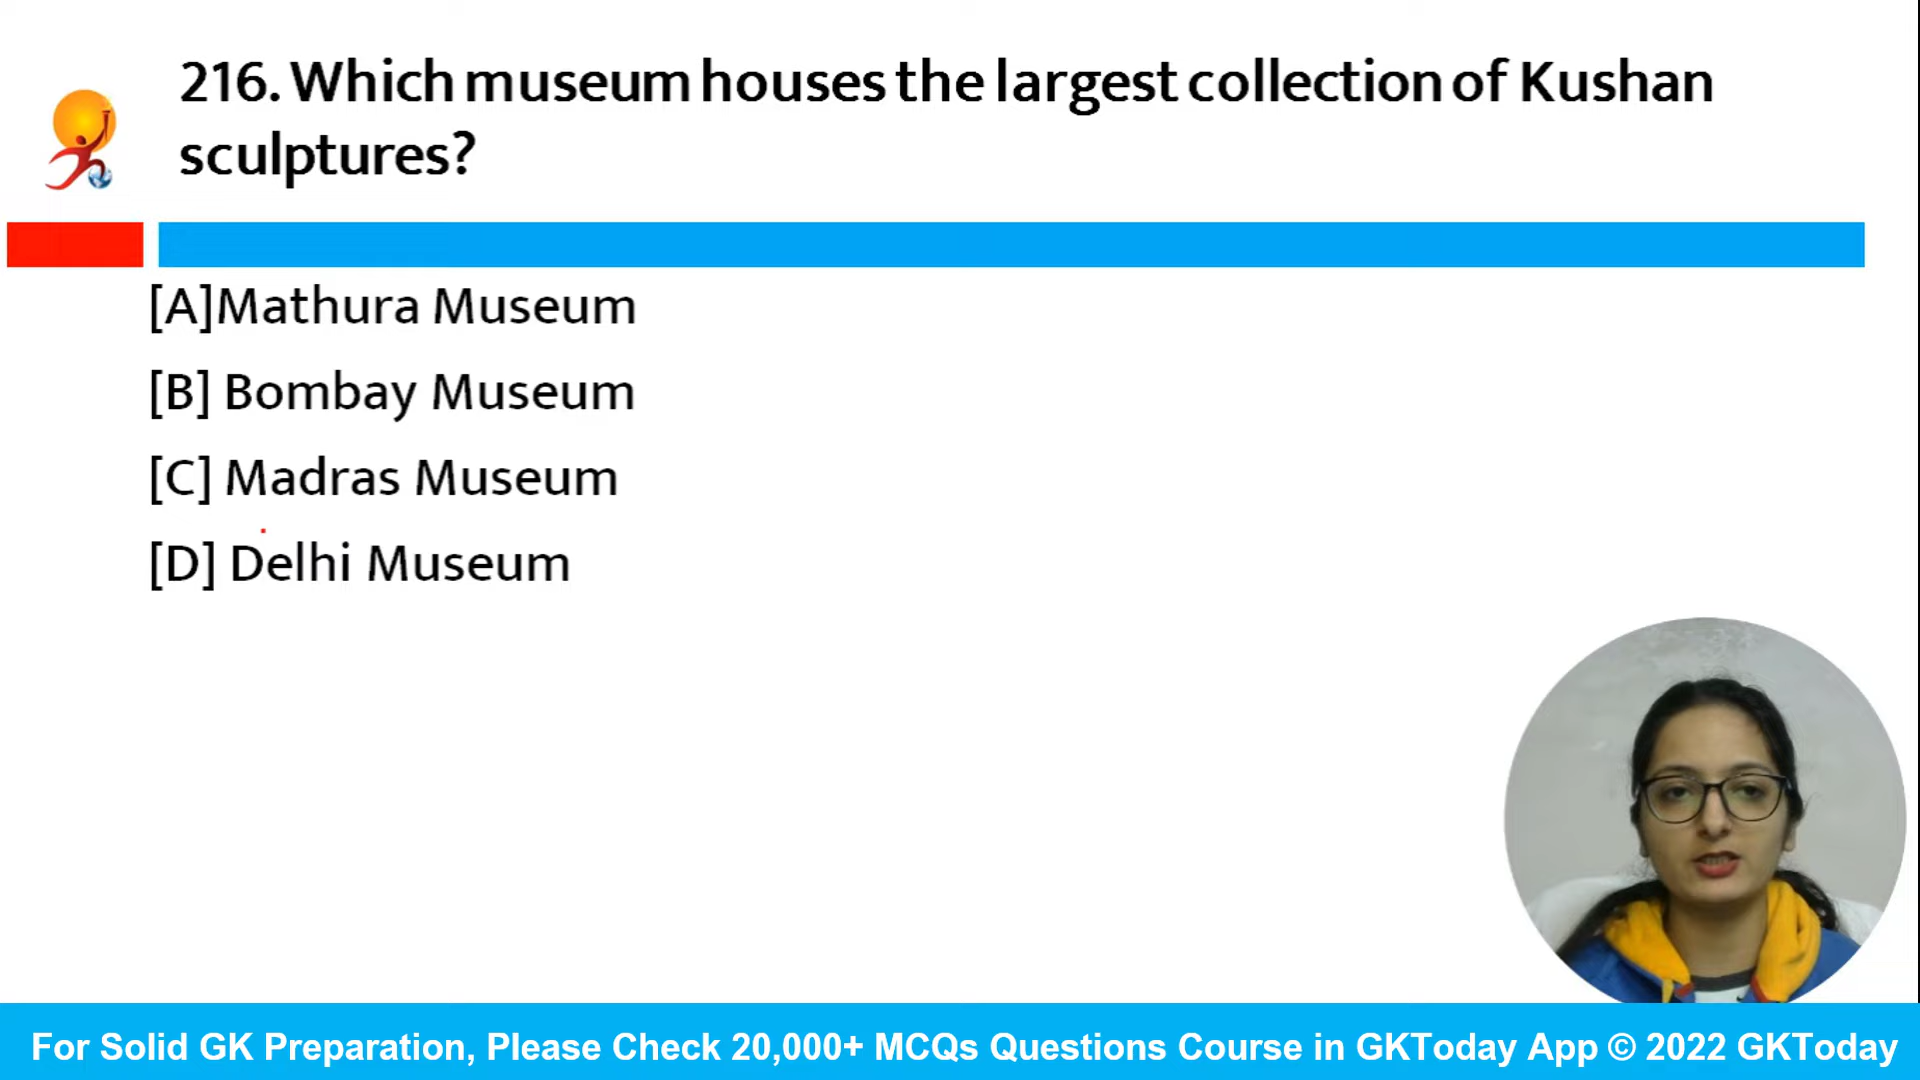 216. Which museum houses the largest collection of Kushan
sculptures?
[A]Mathura Museum
[B] Bombay Museum
[C] Madras Museum
[D] Delhi Museum
For Solid GK Preparation, Please Check 20,000+ MCQs Questions Course in GKToday App © 2022 GKToday